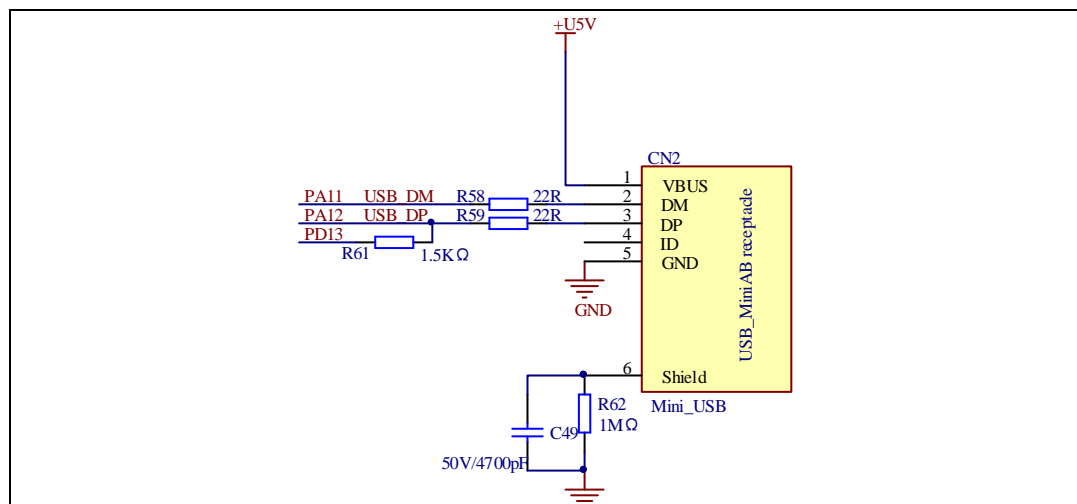 +U5V
CN2
1 VBUS
PA11 USB_DM R58 22R 2 DM
PA12 USB_DP R59 22R 3 DP
PD13 4 ID
R61 1.5KΩ 5 GND
GND
USB_MiniAB receptacle
6 Shield
R62 Mini_USB
C49 1MΩ
50V/4700pF